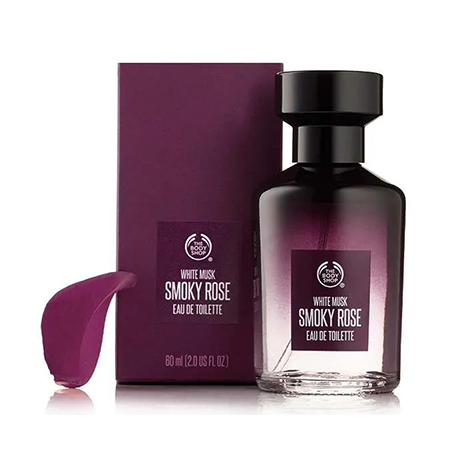 THE
BODY
SHOP
WHITE MUSK
SMOKY ROSE
EAU DE TOILETTE
60 ml (2.0 US FL OZ.)
THE
BODY
SHOP
WHITE MUSK
SMOKY ROSE
EAU DE TOILETTE